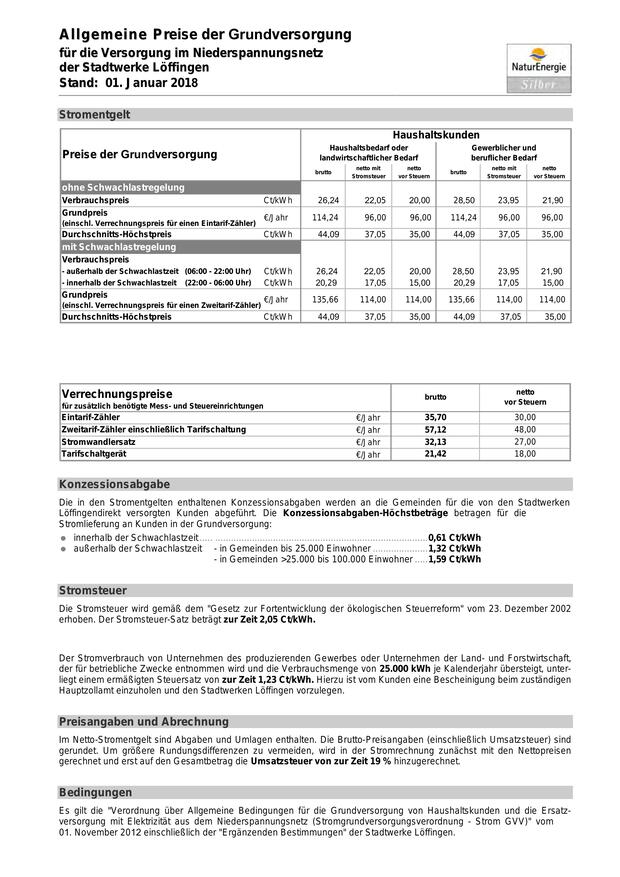 Allgemeine Preise der Grundversorgung
für die Versorgung im Niederspannungsnetz
der Stadtwerke Löffingen
Stand: 01. Januar 2018
NaturEnergie
Silber
Stromentgelt
Preise der Grundversorgung
Haushaltskunden
Haushaltsbedarf oder landwirtschaftlicher Bedarf
Gewerblicher und beruflicher Bedarf
brutto netto mit Stromsteuer netto vor Steuern brutto netto mit Stromsteuer netto vor Steuern
ohne Schwachlastregelung
Verbrauchspreis Ct/kWh 26,24 22,05 20,00 28,50 23,95 21,90
Grundpreis
(einschl. Verrechnungspreis für einen Eintarif-Zähler) €/Jahr 114,24 96,00 96,00 114,24 96,00 96,00
Durchschnitts-Höchstpreis Ct/kWh 44,09 37,05 35,00 44,09 37,05 35,00
mit Schwachlastregelung
Verbrauchspreis
- außerhalb der Schwachlastzeit (06:00 - 22:00 Uhr) Ct/kWh 26,24 22,05 20,00 28,50 23,95 21,90
- innerhalb der Schwachlastzeit (22:00 - 06:00 Uhr) Ct/kWh 20,29 17,05 15,00 20,29 17,05 15,00
Grundpreis
(einschl. Verrechnungspreis für einen Zweitarif-Zähler) €/Jahr 135,66 114,00 114,00 135,66 114,00 114,00
Durchschnitts-Höchstpreis Ct/kWh 44,09 37,05 35,00 44,09 37,05 35,00
Verrechnungspreise
für zusätzlich benötigte Mess- und Steuereinrichtungen
brutto netto vor Steuern
Eintarif-Zähler €/Jahr 35,70 30,00
Zweitarif-Zähler einschließlich Tarifschaltung €/Jahr 57,12 48,00
Stromwandlersatz €/Jahr 32,13 27,00
Tarifschaltgerät €/Jahr 21,42 18,00
Konzessionsabgabe
Die in den Stromentgelten enthaltenen Konzessionsabgaben werden an die Gemeinden für die von den Stadtwerken
Löffingendirekt versorgten Kunden abgeführt. Die Konzessionsabgaben-Höchstbeträge betragen für die
Stromlieferung an Kunden in der Grundversorgung:
● innerhalb der Schwachlastzeit..... 0,61 Ct/kWh
● außerhalb der Schwachlastzeit - in Gemeinden bis 25.000 Einwohner ..... 1,32 Ct/kWh
- in Gemeinden >25.000 bis 100.000 Einwohner .... 1,59 Ct/kWh
Stromsteuer
Die Stromsteuer wird gemäß dem "Gesetz zur Fortentwicklung der ökologischen Steuerreform" vom 23. Dezember 2002
erhoben. Der Stromsteuer-Satz beträgt zur Zeit 2,05 Ct/kWh.
Der Stromverbrauch von Unternehmen des produzierenden Gewerbes oder Unternehmen der Land- und Forstwirtschaft,
der für betriebliche Zwecke entnommen wird und die Verbrauchsmenge von 25.000 kWh je Kalenderjahr übersteigt, unter-
liegt einem ermäßigten Steuersatz von zur Zeit 1,23 Ct/kWh. Hierzu ist vom Kunden eine Bescheinigung beim zuständigen
Hauptzollamt einzuholen und den Stadtwerken Löffingen vorzulegen.
Preisangaben und Abrechnung
Im Netto-Stromentgelt sind Abgaben und Umlagen enthalten. Die Brutto-Preisangaben (einschließlich Umsatzsteuer) sind
gerundet. Um größere Rundungsdifferenzen zu vermeiden, wird in der Stromrechnung zunächst mit den Nettopreisen
gerechnet und erst auf den Gesamtbetrag die Umsatzsteuer von zur Zeit 19 % hinzugerechnet.
Bedingungen
Es gilt die "Verordnung über Allgemeine Bedingungen für die Grundversorgung von Haushaltskunden und die Ersatz-
versorgung mit Elektrizität aus dem Niederspannungsnetz (Stromgrundversorgungsverordnung - Strom GVV)" vom
01. November 2012 einschließlich der "Ergänzenden Bestimmungen" der Stadtwerke Löffingen.